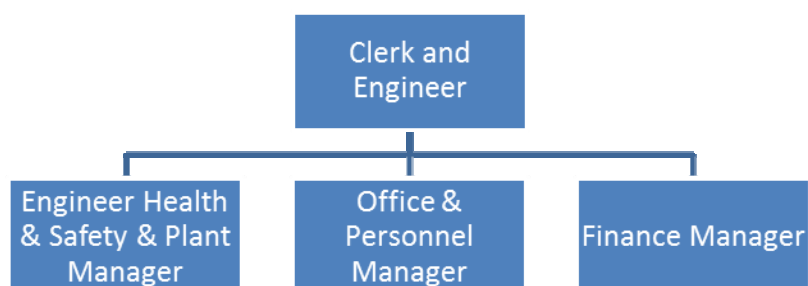 Clerk and
Engineer
Engineer Health
& Safety & Plant
Manager
Office &
Personnel
Manager
Finance Manager